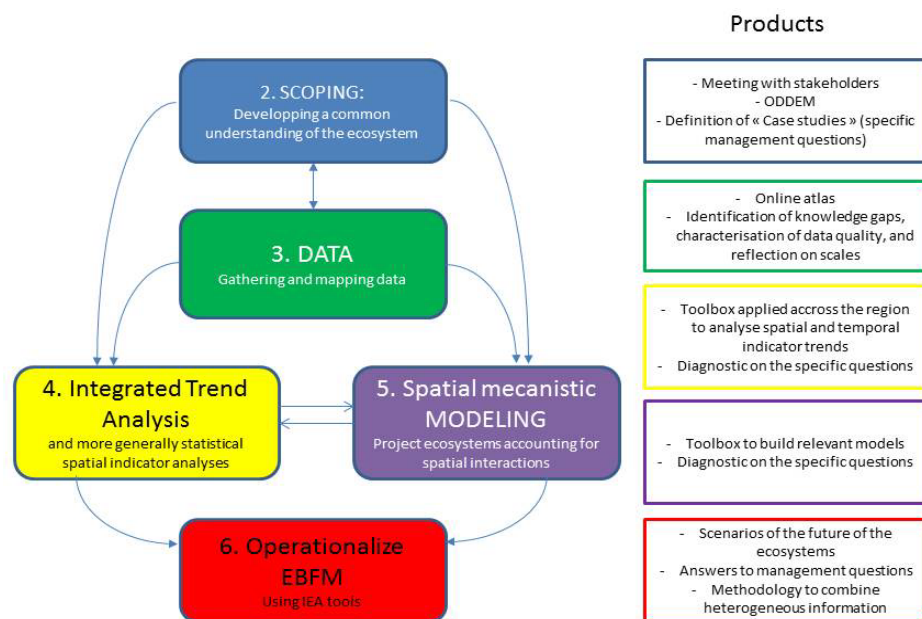 Products
2. SCOPING:
Developping a common
understanding of the ecosystem
3. DATA
Gathering and mapping data
4. Integrated Trend
Analysis
and more generally statistical
spatial indicator analyses
5. Spatial mecanistic
MODELING
Project ecosystems accounting for
spatial interactions
6. Operationalize
EBFM
Using IEA tools
- Meeting with stakeholders
- ODDEM
- Definition of « Case studies » (specific
management questions)
- Online atlas
- Identification of knowledge gaps,
characterisation of data quality, and
reflection on scales
- Toolbox applied accross the region
to analyse spatial and temporal
indicator trends
- Diagnostic on the specific questions
- Toolbox to build relevant models
- Diagnostic on the specific questions
- Scenarios of the future of the
ecosystems
- Answers to management questions
- Methodology to combine
heterogeneous information